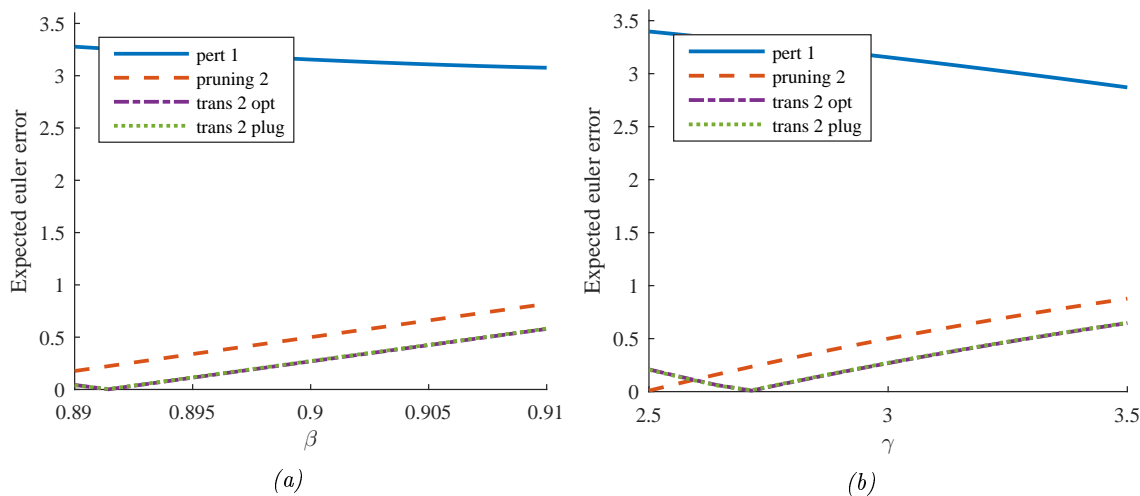 3.5
3
2.5
2
1.5
1
0.5
0
Expected euler error
pert 1
pruning 2
trans 2 opt
trans 2 plug
0.89
0.895
0.9
0.905
0.91
β
(a)
3.5
3
2.5
2
1.5
1
0.5
0
Expected euler error
pert 1
pruning 2
trans 2 opt
trans 2 plug
2.5
3
3.5
γ
(b)